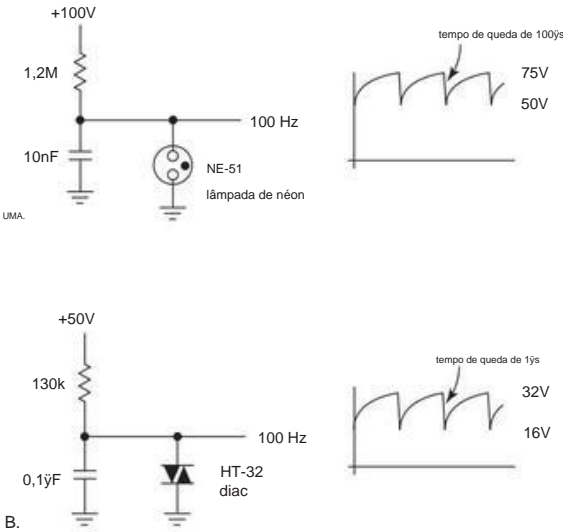 +100V
1,2M
10nF
100 Hz
NE-51
lâmpada de néon
UMA.
tempo de queda de 100ÿs
75V
50V
+50V
130k
0,1ÿF
100 Hz
HT-32
diac
B.
tempo de queda de 1ÿs
32V
16V